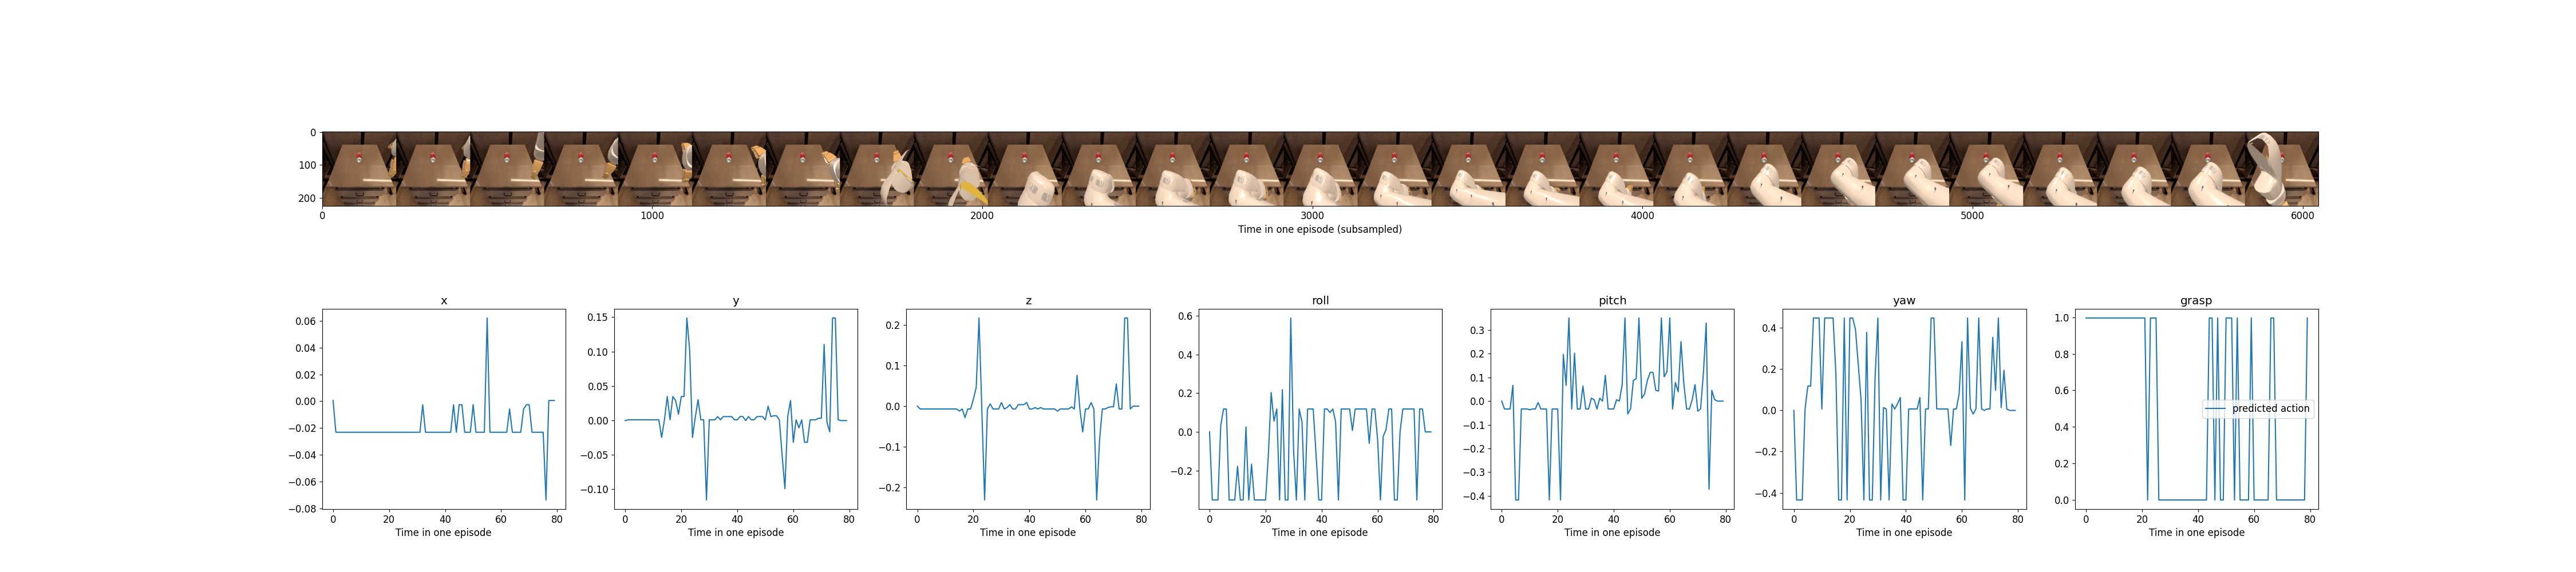 0
100
200
0 1000 2000 3000 4000 5000 6000
Time in one episode (subsampled)
x
0.06
0.04
0.02
0.00
−0.02
−0.04
−0.06
−0.08
0 20 40 60 80
Time in one episode
y
0.15
0.10
0.05
0.00
−0.05
−0.10
0 20 40 60 80
Time in one episode
z
0.2
0.1
0.0
−0.1
−0.2
0 20 40 60 80
Time in one episode
roll
0.6
0.4
0.2
0.0
−0.2
0 20 40 60 80
Time in one episode
pitch
0.3
0.2
0.1
0.0
−0.1
−0.2
−0.3
−0.4
0 20 40 60 80
Time in one episode
yaw
0.4
0.2
0.0
−0.2
−0.4
0 20 40 60 80
Time in one episode
grasp
1.0
0.8
0.6
0.4
0.2
0.0
predicted action
0 20 40 60 80
Time in one episode